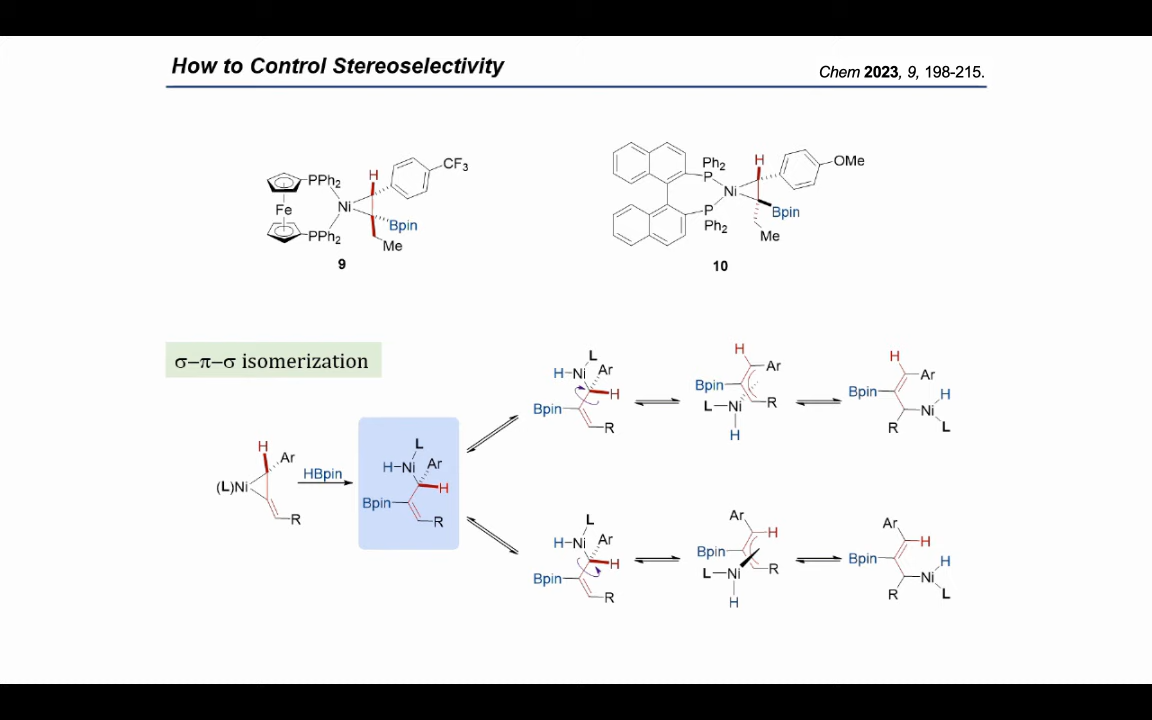 How to Control Stereoselectivity
Chem 2023, 9, 198-215.
H
CF3
PPh2
Ni
Fe
Bpin
PPh2
Me
9
Ph2
P
H
OMe
Ni
P
Bpin
Ph2
Me
10
σ–π–σ isomerization
H
Ar
(L)Ni
R
HBpin
L
H–Ni
Ar
H
Bpin
R
L
H–Ni
Ar
H
Bpin
R
H
Ar
Bpin
L–Ni
R
H
H
Ar
Bpin
H
Ni
R
L
L
H–Ni
Ar
H
Bpin
R
Ar
H
Bpin
L–Ni
R
H
Ar
H
Bpin
H
Ni
R
L